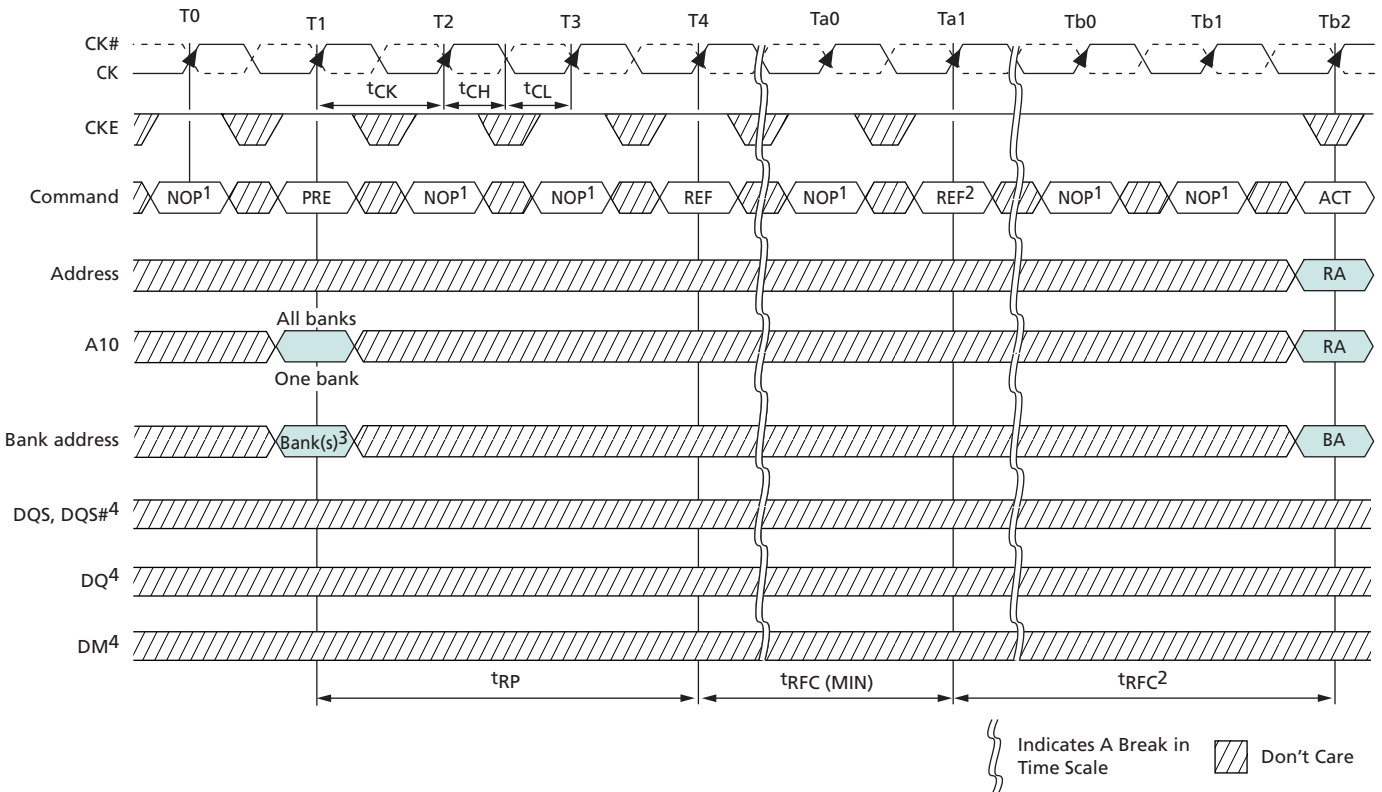 T0 T1 T2 T3 T4 Ta0 Ta1 Tb0 Tb1 Tb2
CK#
CK
tCK tCH tCL
CKE
Command NOP1 PRE NOP1 NOP1 REF NOP1 REF2 NOP1 NOP1 ACT
Address RA
All banks
A10 RA
One bank
Bank address Bank(s)3 BA
DQS, DQS#4
DQ4
DM4
tRP tRFC (MIN) tRFC2
Indicates A Break in
Time Scale
Don't Care